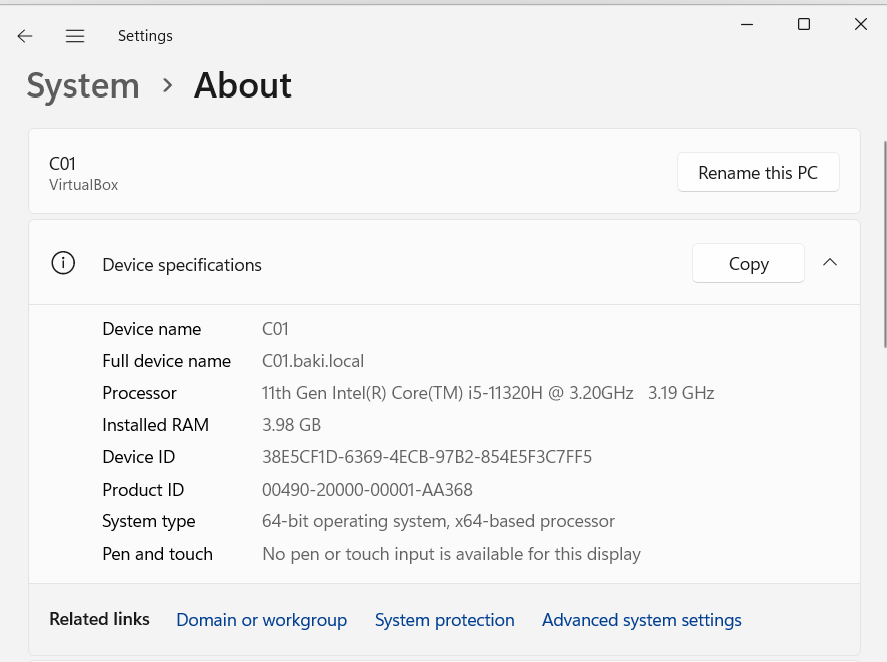 Settings
System > About
C01
VirtualBox
Rename this PC
Device specifications Copy
Device name C01
Full device name C01.baki.local
Processor 11th Gen Intel(R) Core(TM) i5-11320H @ 3.20GHz 3.19 GHz
Installed RAM 3.98 GB
Device ID 38E5CF1D-6369-4ECB-97B2-854E5F3C7FF5
Product ID 00490-20000-00001-AA368
System type 64-bit operating system, x64-based processor
Pen and touch No pen or touch input is available for this display
Related links Domain or workgroup System protection Advanced system settings